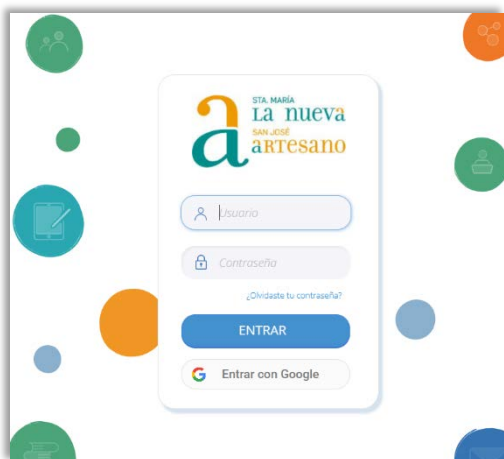 STA. MARÍA
La nueva
SAN JOSÉ
aRTesano
Usuario
Contraseña
¿Olvidaste tu contraseña?
ENTRAR
Entrar con Google